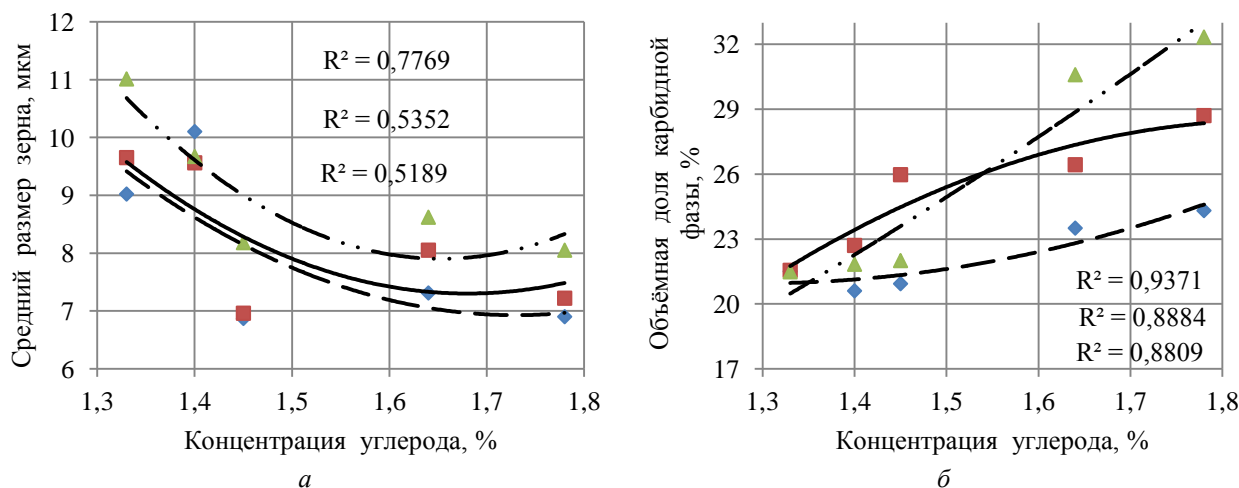 Средний размер зерна, мкм
12
11
10
9
8
7
6
R² = 0,7769
R² = 0,5352
R² = 0,5189
1,3 1,4 1,5 1,6 1,7 1,8
Концентрация углерода, %
а
Объёмная доля карбидной
фазы, %
32
29
26
23
20
17
R² = 0,9371
R² = 0,8884
R² = 0,8809
1,3 1,4 1,5 1,6 1,7 1,8
Концентрация углерода, %
б